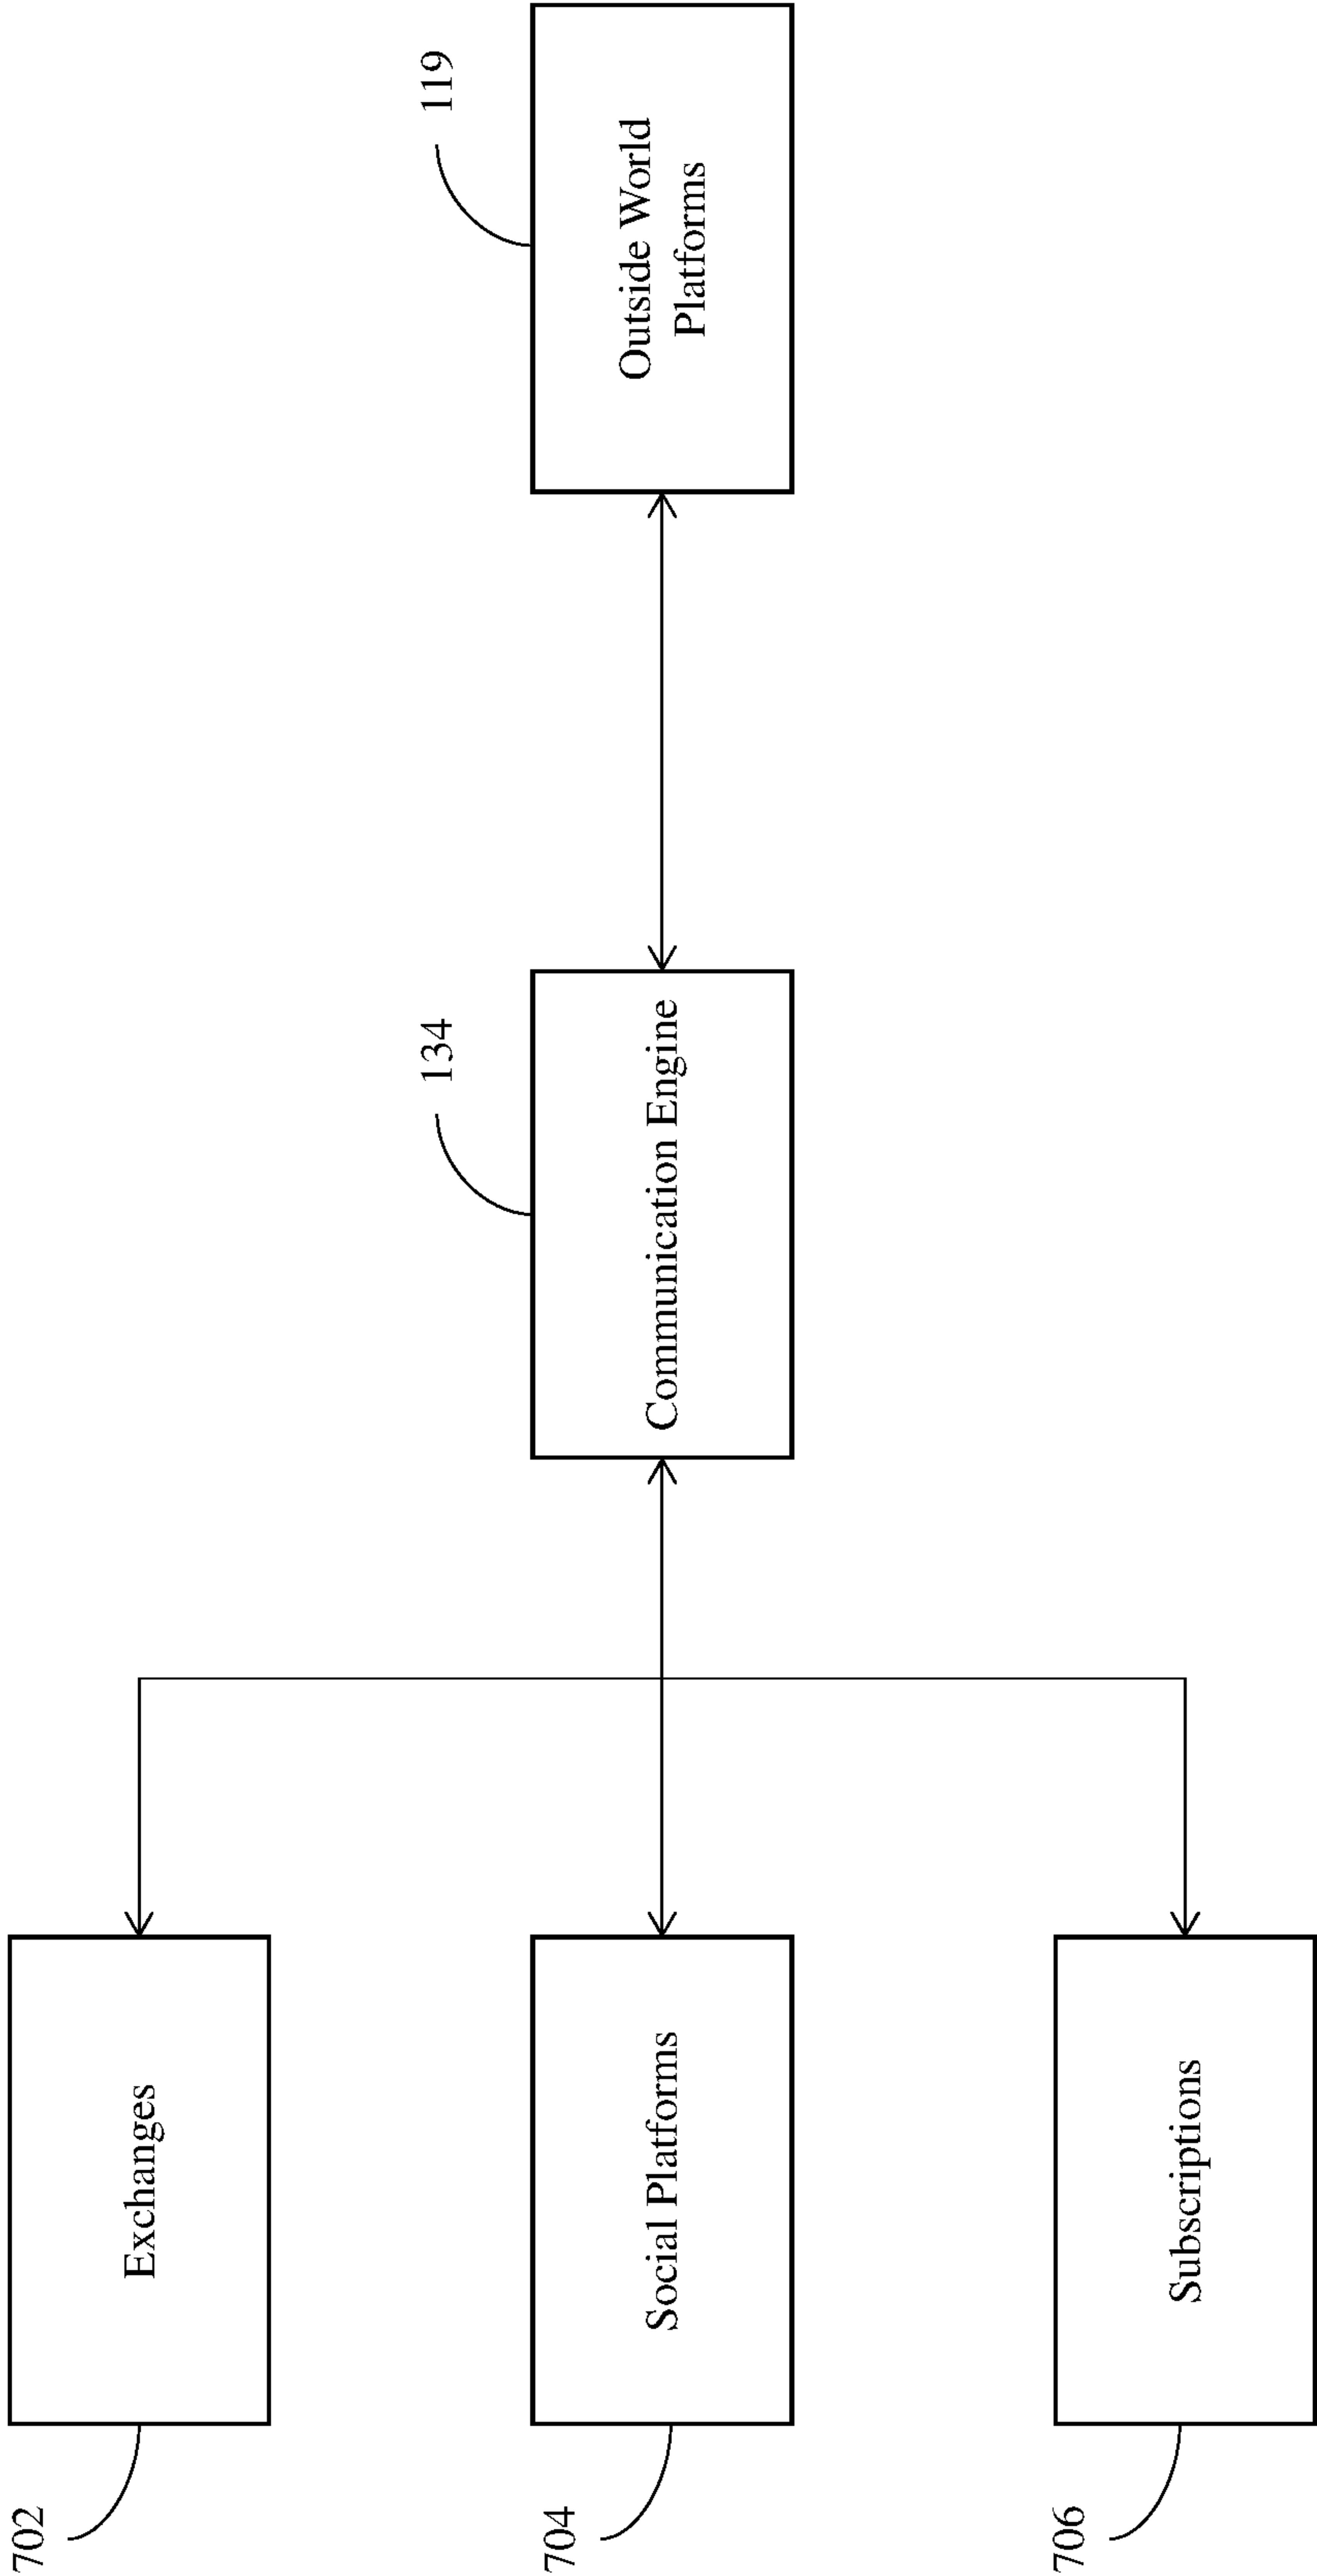 702
Exchanges
704
Social Platforms
706
Subscriptions
134
Communication Engine
119
Outside World
Platforms